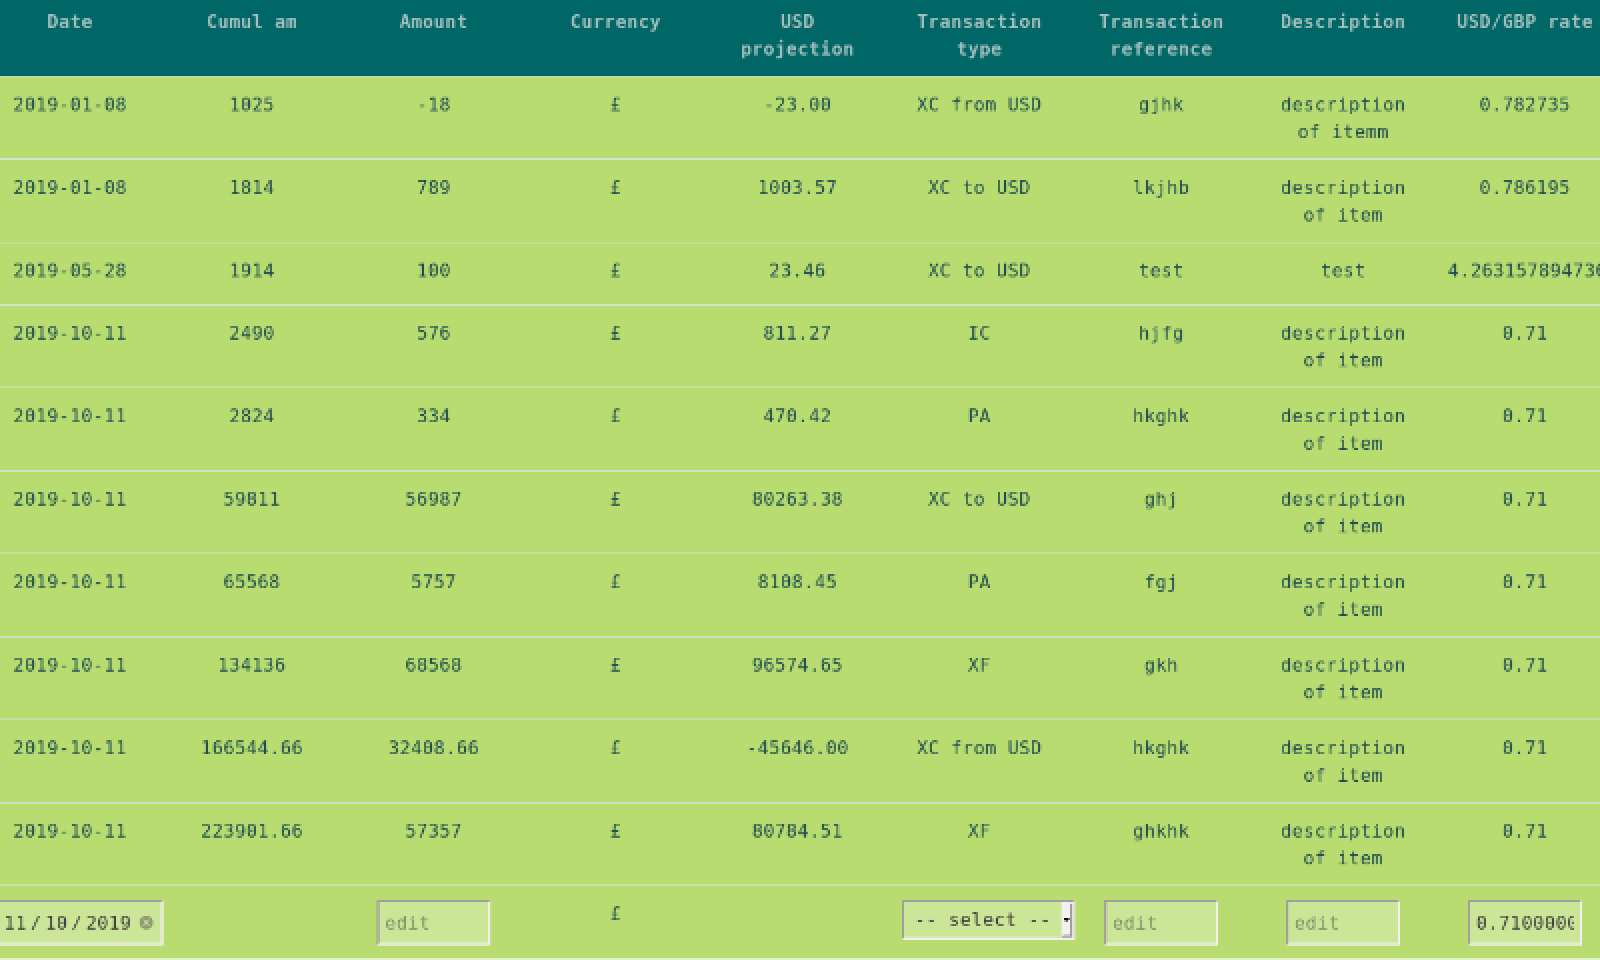 Date Cumul am Amount Currency USD projection Transaction type Transaction reference Description USD/GBP rate
2019-01-08 1025 -18 £ -23.00 XC from USD gjhk description of itemm 0.782735
2019-01-08 1814 789 £ 1003.57 XC to USD lkjhb description of item 0.786195
2019-05-28 1914 100 £ 23.46 XC to USD test test 4.263157894736
2019-10-11 2490 576 £ 811.27 IC hjfg description of item 0.71
2019-10-11 2824 334 £ 470.42 PA hkghk description of item 0.71
2019-10-11 59811 56987 £ 80263.38 XC to USD ghj description of item 0.71
2019-10-11 65568 5757 £ 8108.45 PA fgj description of item 0.71
2019-10-11 134136 68568 £ 96574.65 XF gkh description of item 0.71
2019-10-11 166544.66 32408.66 £ -45646.00 XC from USD hkghk description of item 0.71
2019-10-11 223901.66 57357 £ 80784.51 XF ghkhk description of item 0.71
11/10/2019 edit £ -- select -- edit edit 0.7100000